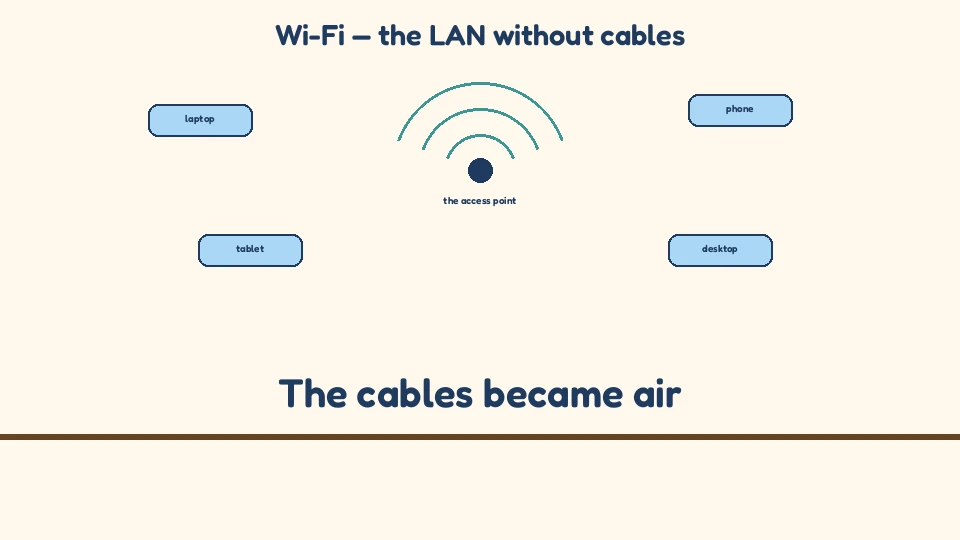 Wi-Fi — the LAN without cables
phone
laptop
the access point
tablet
desktop
The cables became air